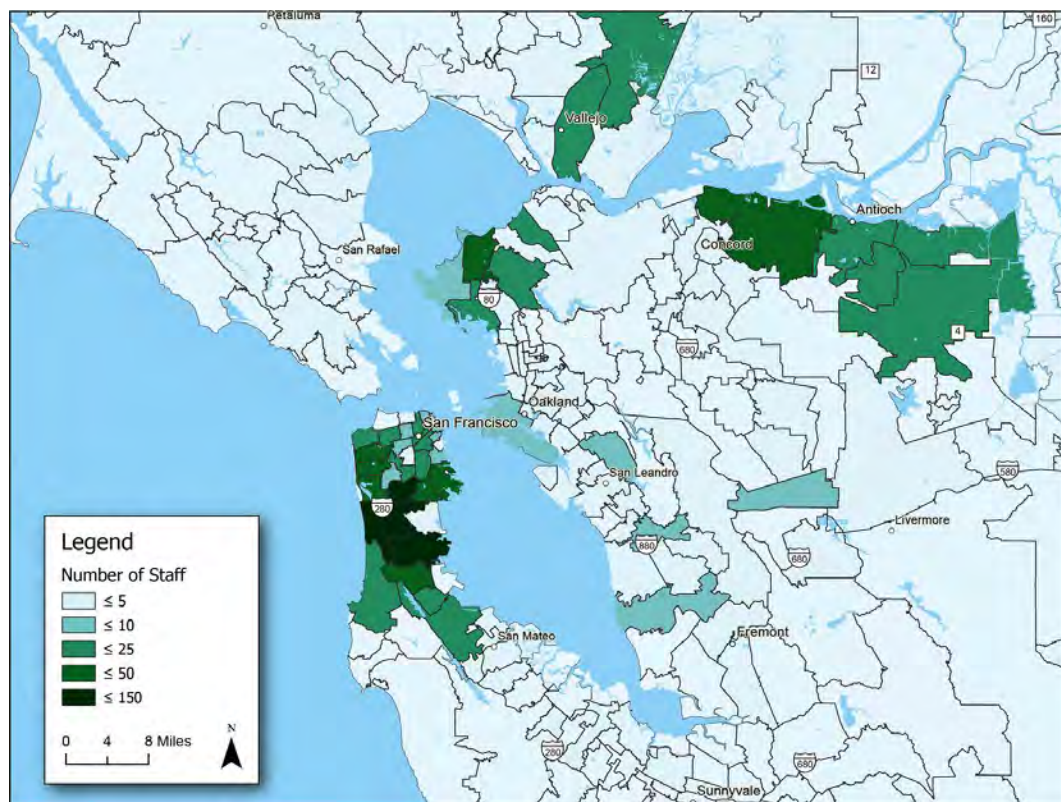 Petaluma
160
12
Vallejo
Antioch
Concord
San Rafael
80
4
680
Oakland
San Francisco
San Leandro
580
280
Livermore
880
680
Legend
Number of Staff
≤ 5
≤ 10
≤ 25
≤ 50
≤ 150
San Mateo
Fremont
N
0 4 8 Miles
280
680
Sunnyvale